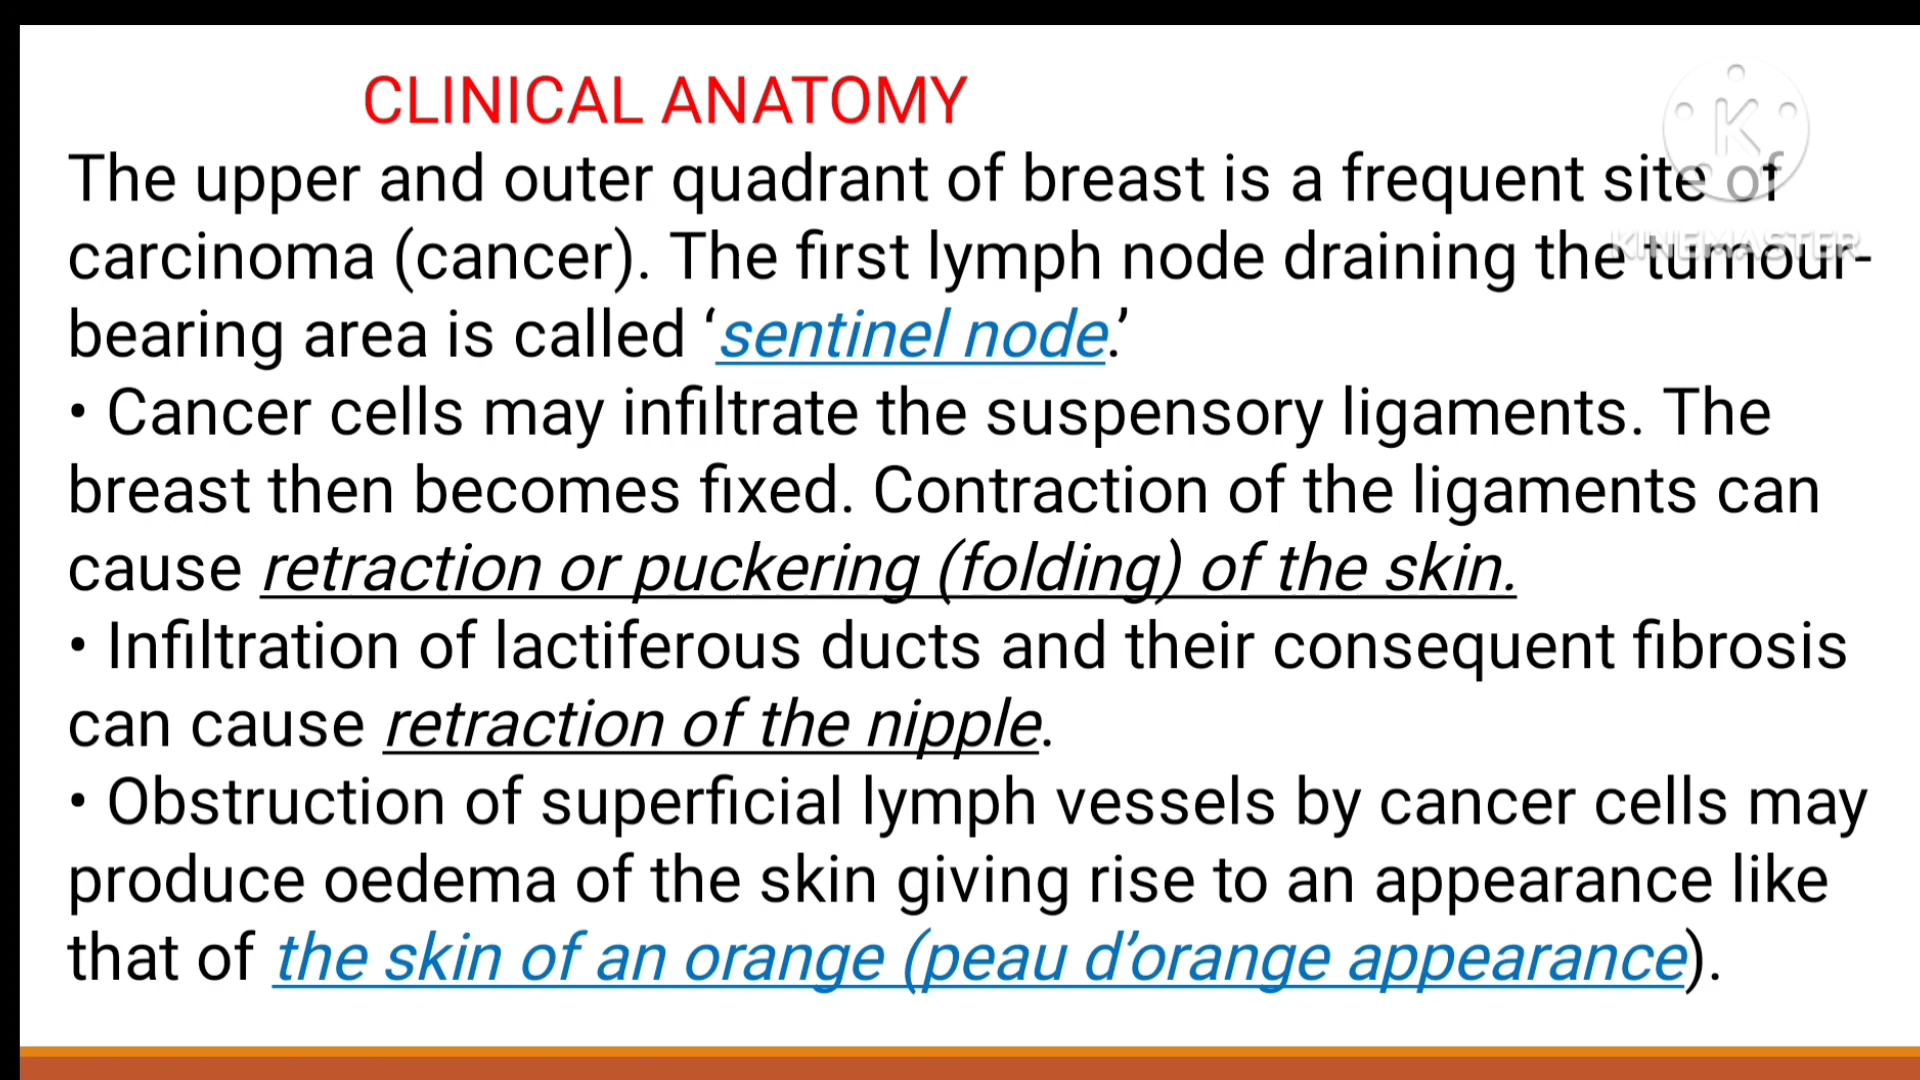 CLINICAL ANATOMY
The upper and outer quadrant of breast is a frequent site of
carcinoma (cancer). The first lymph node draining the tumour-
bearing area is called ‘sentinel node.’
• Cancer cells may infiltrate the suspensory ligaments. The
breast then becomes fixed. Contraction of the ligaments can
cause retraction or puckering (folding) of the skin.
• Infiltration of lactiferous ducts and their consequent fibrosis
can cause retraction of the nipple.
• Obstruction of superficial lymph vessels by cancer cells may
produce oedema of the skin giving rise to an appearance like
that of the skin of an orange (peau d’orange appearance).
K
KINEMASTER